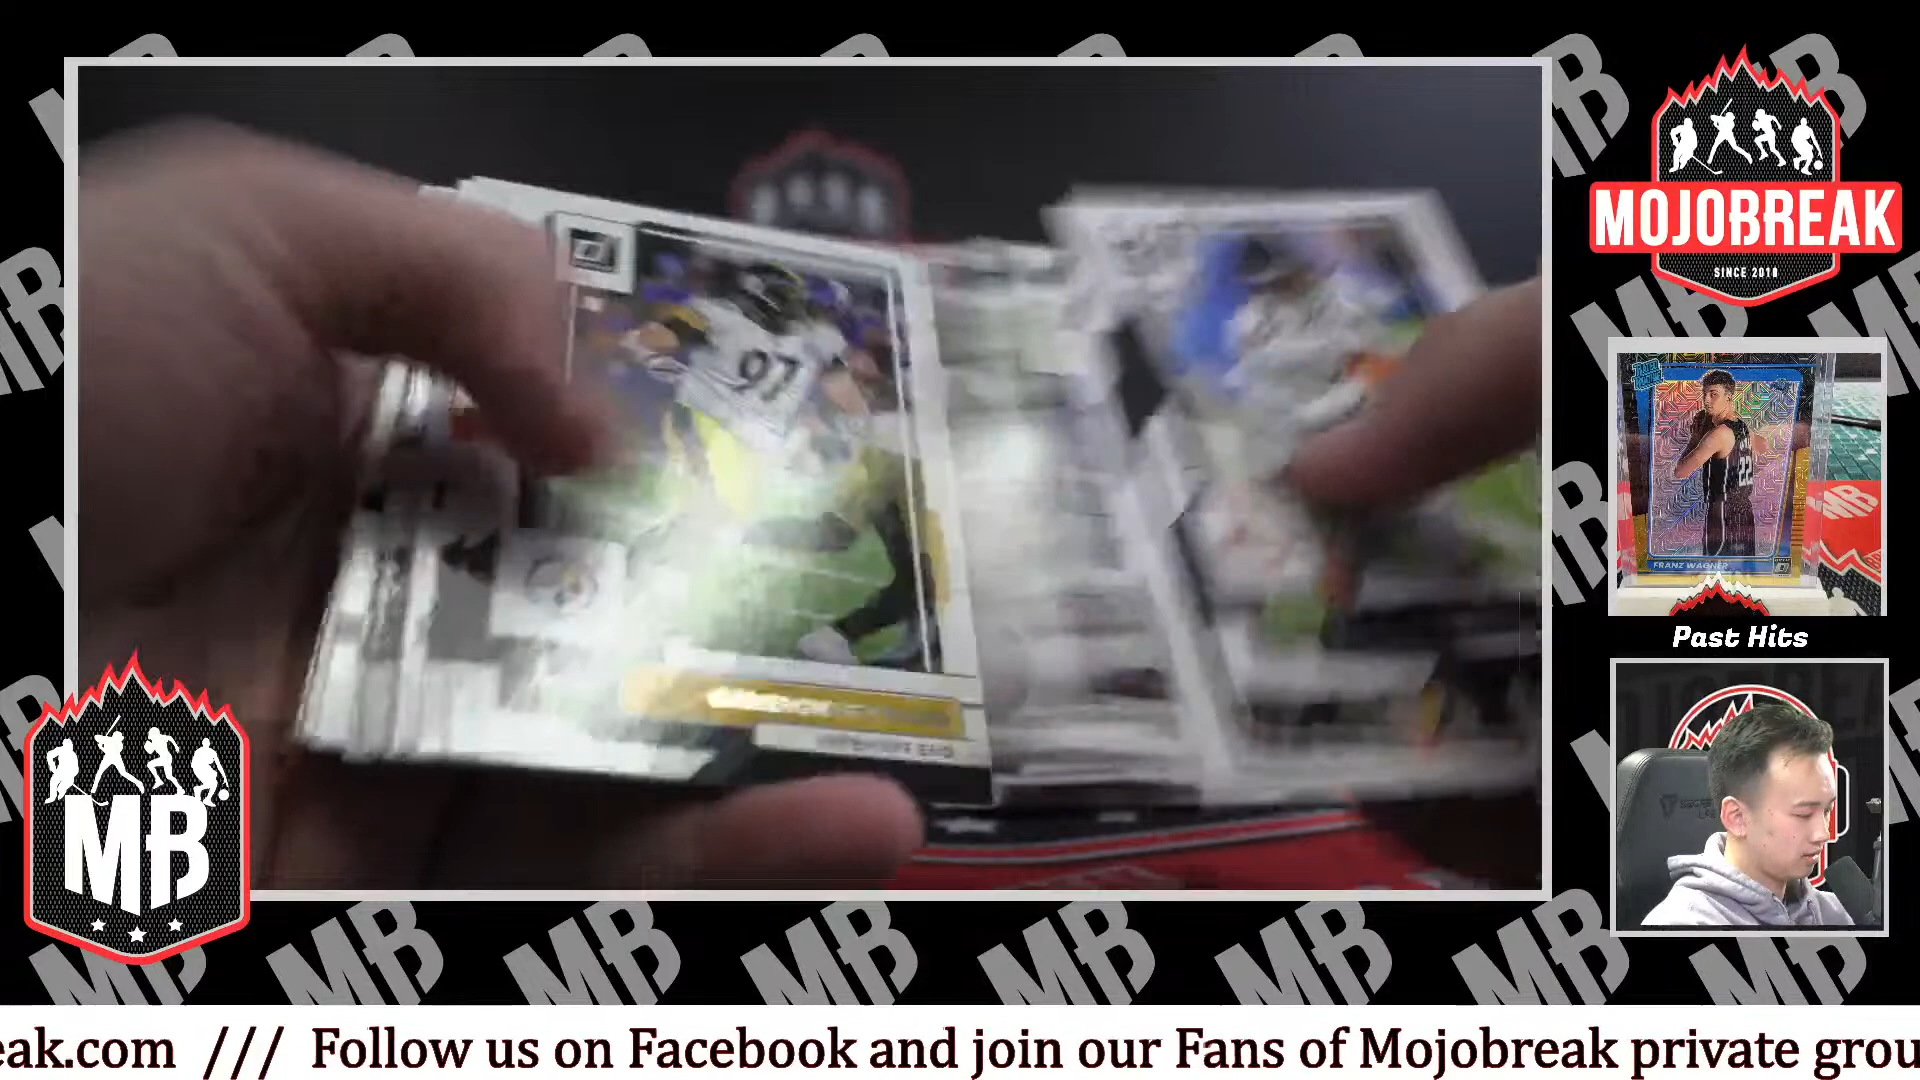 MOJOBREAK
SINCE 2018
97
22
MB
FRANZ WAGNER
Past Hits
MB
eak.com /// Follow us on Facebook and join our Fans of Mojobreak private grou